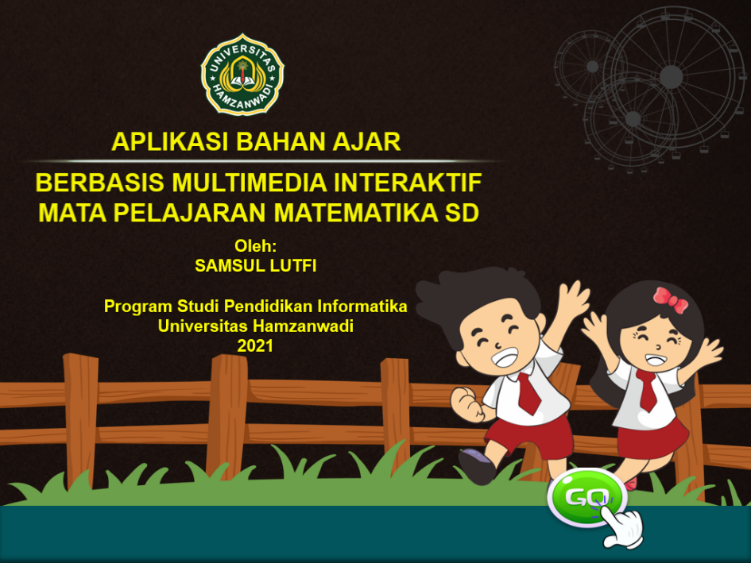 UNIVERSITAS
HAMZANWADI
APLIKASI BAHAN AJAR
BERBASIS MULTIMEDIA INTERAKTIF
MATA PELAJARAN MATEMATIKA SD
Oleh:
SAMSUL LUTFI
Program Studi Pendidikan Informatika
Universitas Hamzanwadi
2021
GO